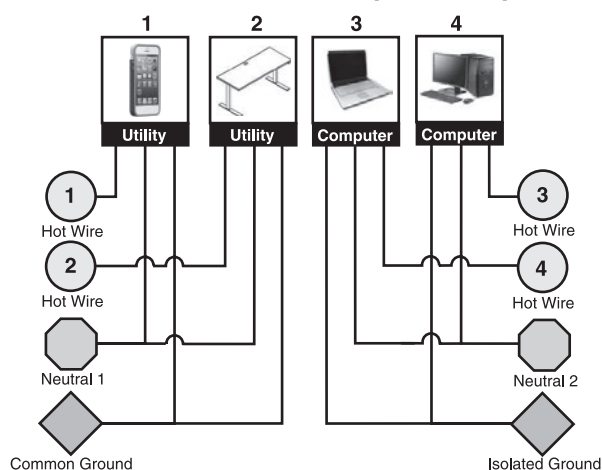 1 2 3 4
Utility Utility Computer Computer
1 3
Hot Wire Hot Wire
2 4
Hot Wire Hot Wire
Neutral 1 Neutral 2
Common Ground Isolated Ground